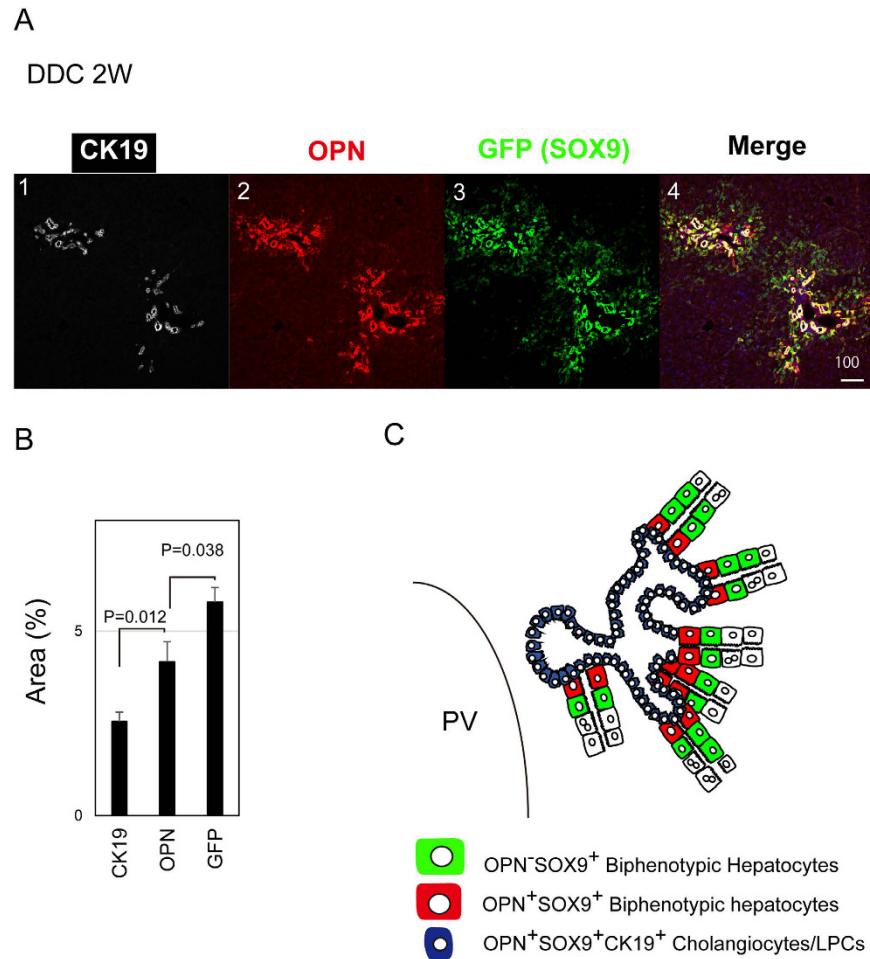 A
DDC 2W
CK19 OPN GFP (SOX9) Merge
1 2 3 4
100
B
C
P=0.038
P=0.012
Area (%)
5
0
CK19 OPN GFP
PV
OPN⁻SOX9⁺ Biphenotypic Hepatocytes
OPN⁺SOX9⁺ Biphenotypic hepatocytes
OPN⁺SOX9⁺CK19⁺ Cholangiocytes/LPCs